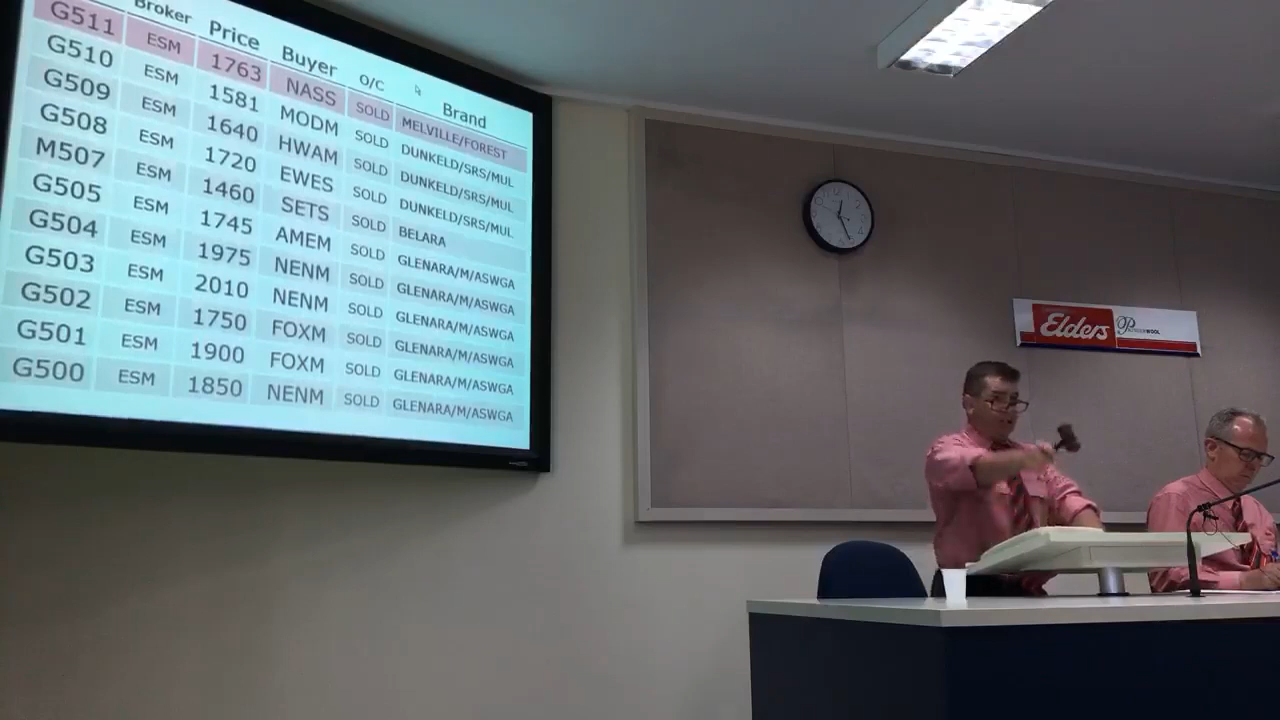 Broker Price Buyer O/C Brand
G511 ESM 1763 NASS SOLD MELVILLE/FOREST
G510 ESM 1581 MODM SOLD DUNKELD/SRS/MUL
G509 ESM 1640 HWAM SOLD DUNKELD/SRS/MUL
G508 ESM 1720 EWES SOLD DUNKELD/SRS/MUL
M507 ESM 1460 SETS SOLD BELARA
G505 ESM 1745 AMEM SOLD GLENARA/M/ASWGA
G504 ESM 1975 NENM SOLD GLENARA/M/ASWGA
G503 ESM 2010 NENM SOLD GLENARA/M/ASWGA
G502 ESM 1750 FOXM SOLD GLENARA/M/ASWGA
G501 ESM 1900 FOXM SOLD GLENARA/M/ASWGA
G500 ESM 1850 NENM SOLD GLENARA/M/ASWGA
Elders